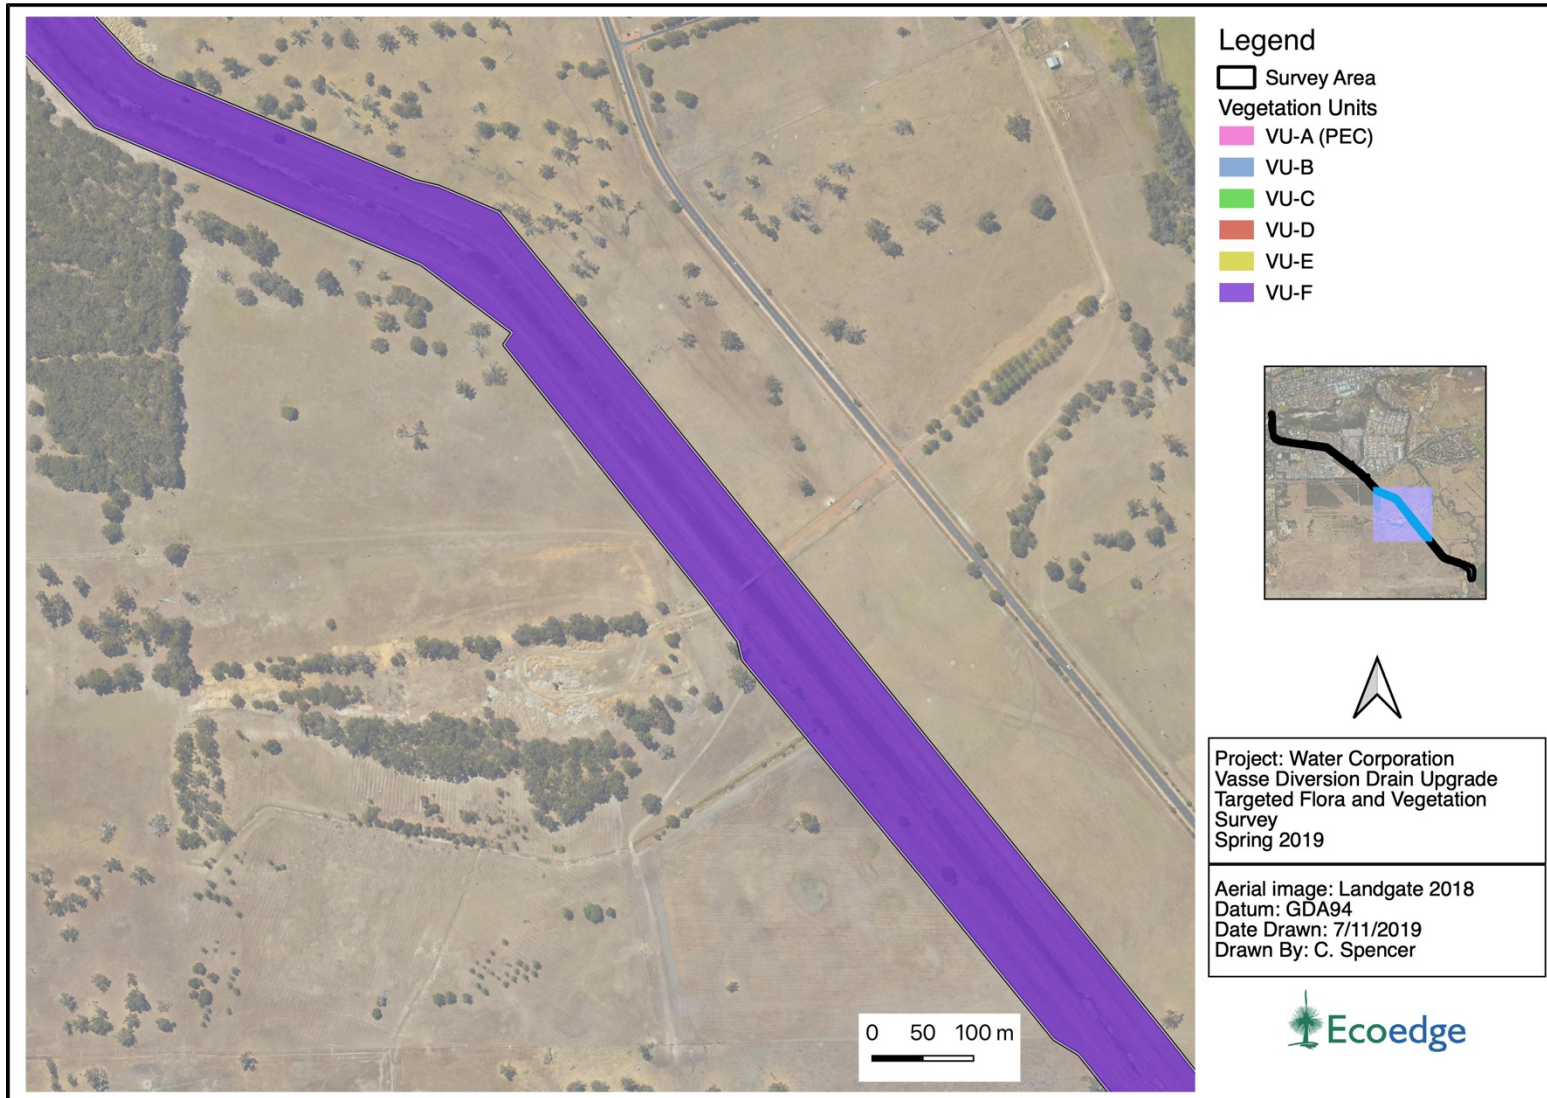 Legend
Survey Area
Vegetation Units
VU-A (PEC)
VU-B
VU-C
VU-D
VU-E
VU-F
Project: Water Corporation
Vasse Diversion Drain Upgrade
Targeted Flora and Vegetation
Survey
Spring 2019
Aerial image: Landgate 2018
Datum: GDA94
Date Drawn: 7/11/2019
Drawn By: C. Spencer
0 50 100 m
Ecoedge